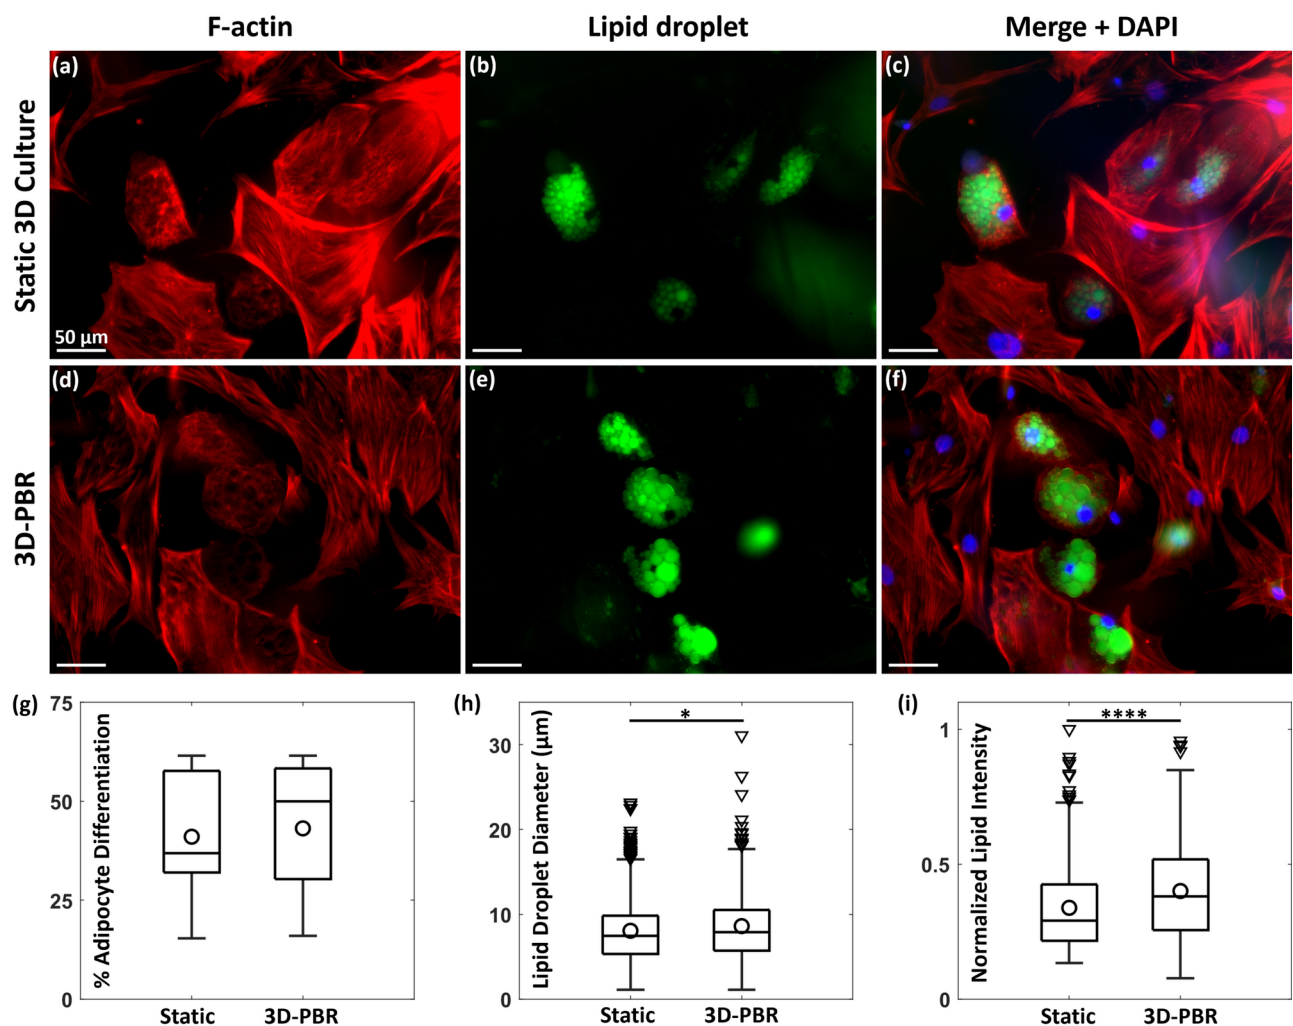 F-actin Lipid droplet Merge + DAPI
Static 3D Culture
(a) (b) (c)
50 µm
3D-PBR
(d) (e) (f)
(g) (h) (i)
% Adipocyte Differentiation
75
50
25
0
Static 3D-PBR
Lipid Droplet Diameter (µm)
*
30
20
10
0
Static 3D-PBR
Normalized Lipid Intensity
****
1
0.5
0
Static 3D-PBR